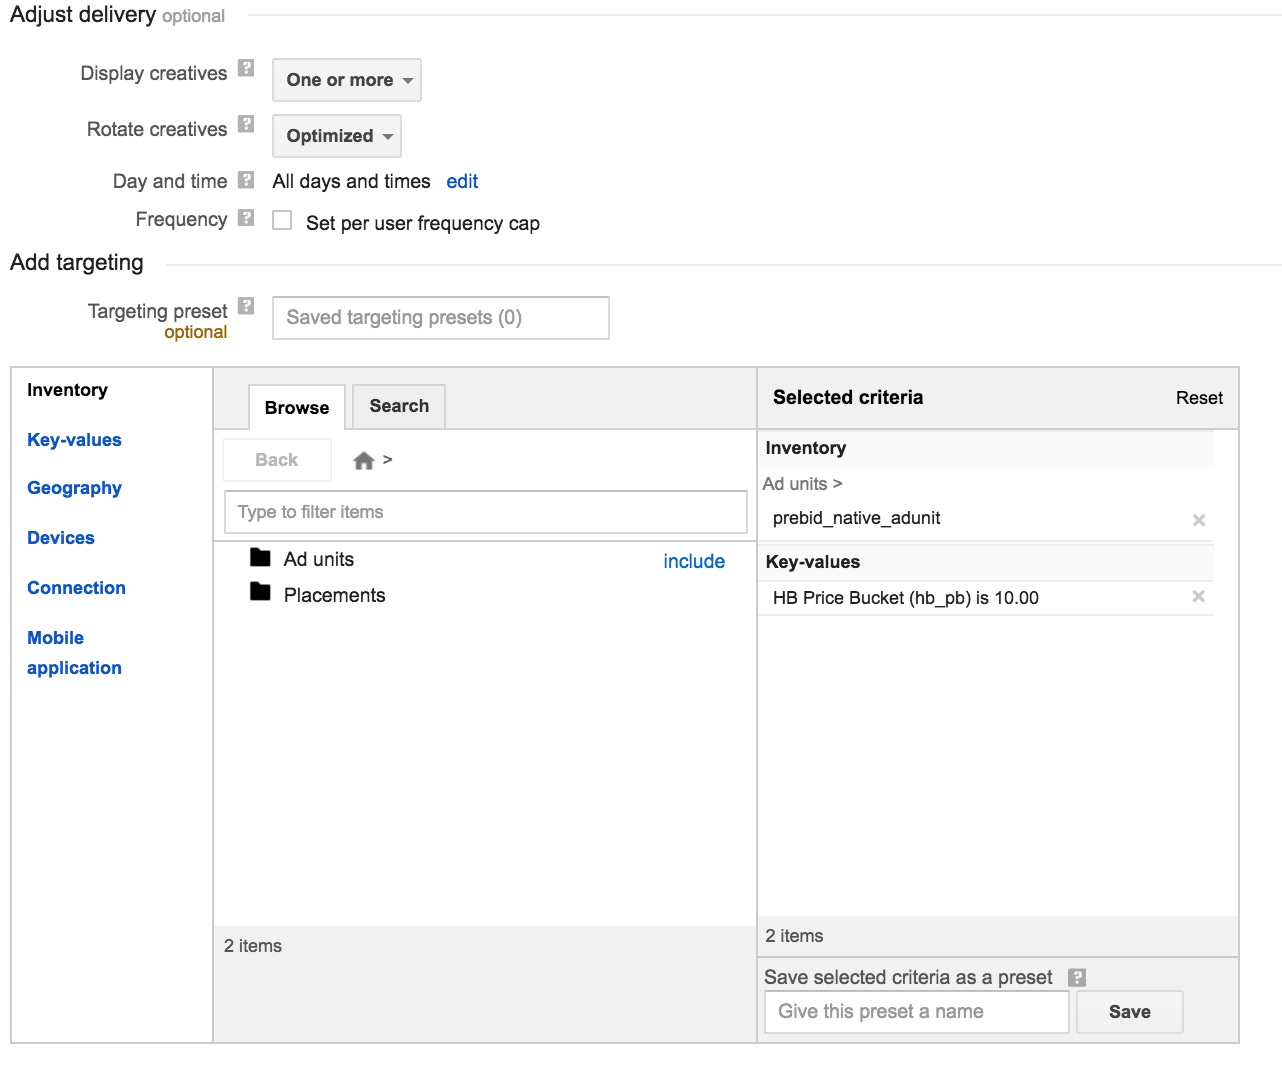 Adjust delivery optional
Display creatives ? One or more
Rotate creatives ? Optimized
Day and time ? All days and times edit
Frequency ? Set per user frequency cap
Add targeting
Targeting preset ? Saved targeting presets (0)
optional
Inventory
Key-values
Geography
Devices
Connection
Mobile
application
Browse Search
Back >
Type to filter items
Ad units include
Placements
2 items
Selected criteria Reset
Inventory
Ad units >
prebid_native_adunit
Key-values
HB Price Bucket (hb_pb) is 10.00
2 items
Save selected criteria as a preset ?
Give this preset a name Save